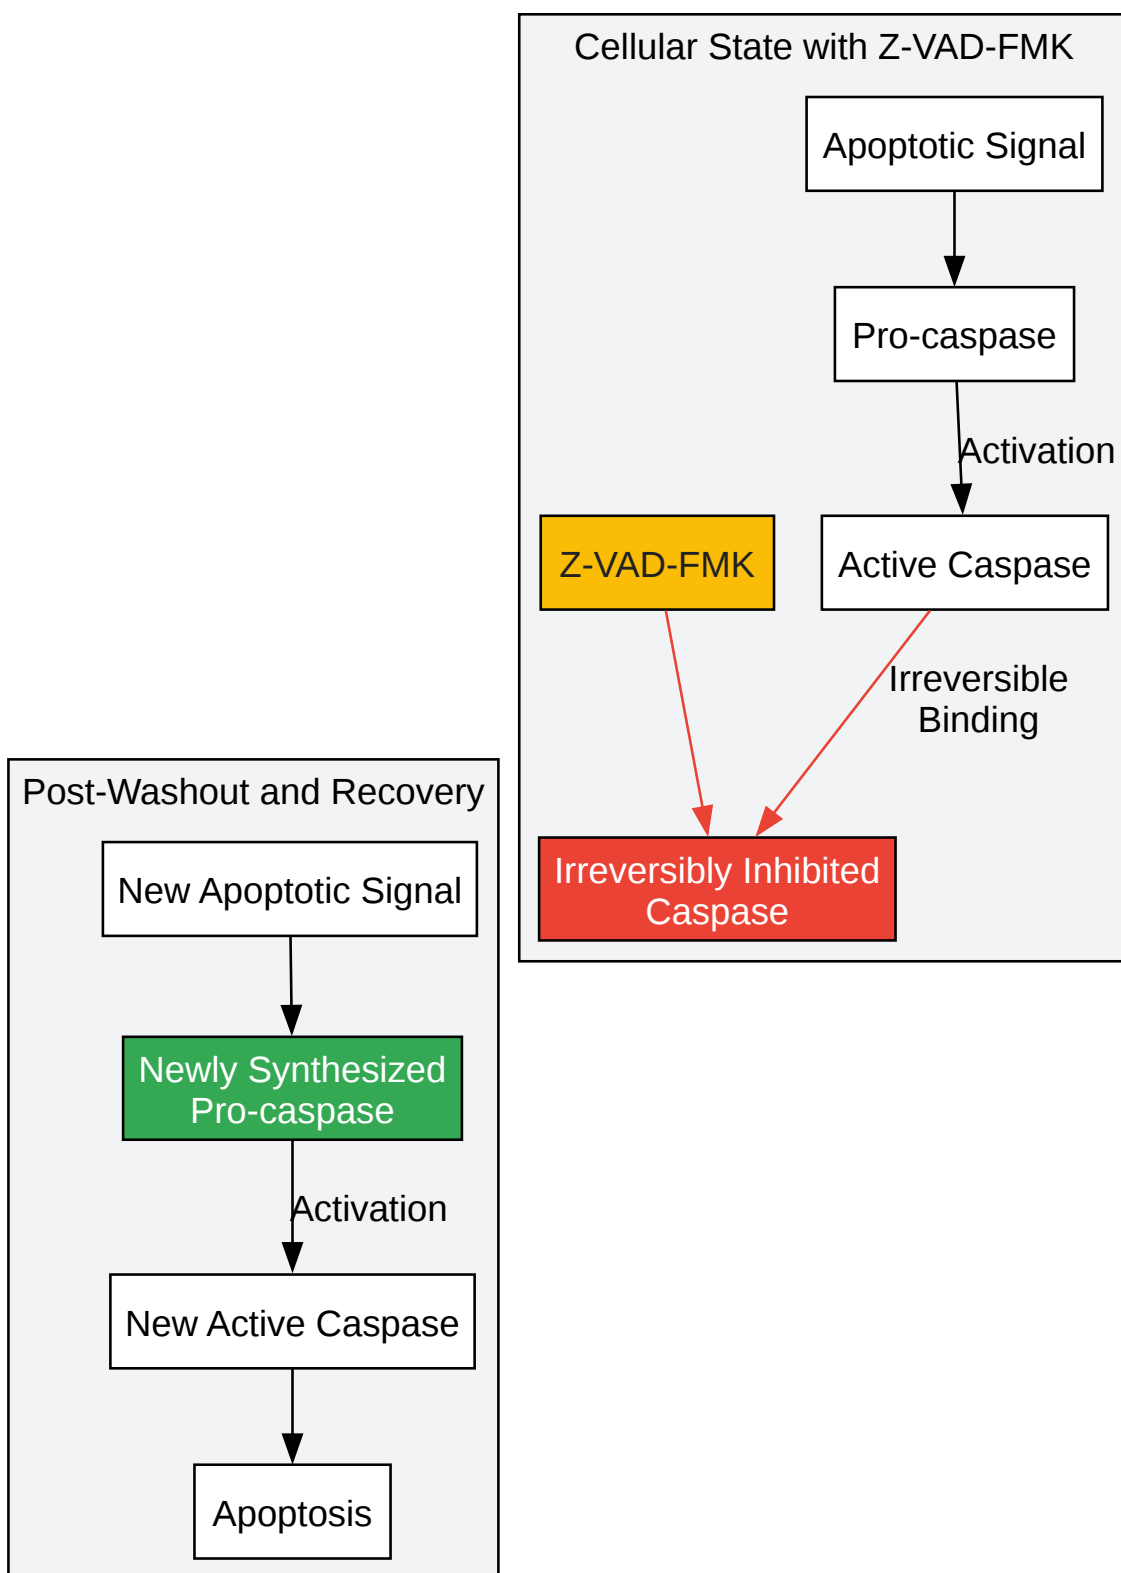 Cellular State with Z-VAD-FMK
Apoptotic Signal
Pro-caspase
Activation
Z-VAD-FMK
Active Caspase
Irreversible
Binding
Irreversibly Inhibited
Caspase
Post-Washout and Recovery
New Apoptotic Signal
Newly Synthesized
Pro-caspase
Activation
New Active Caspase
Apoptosis